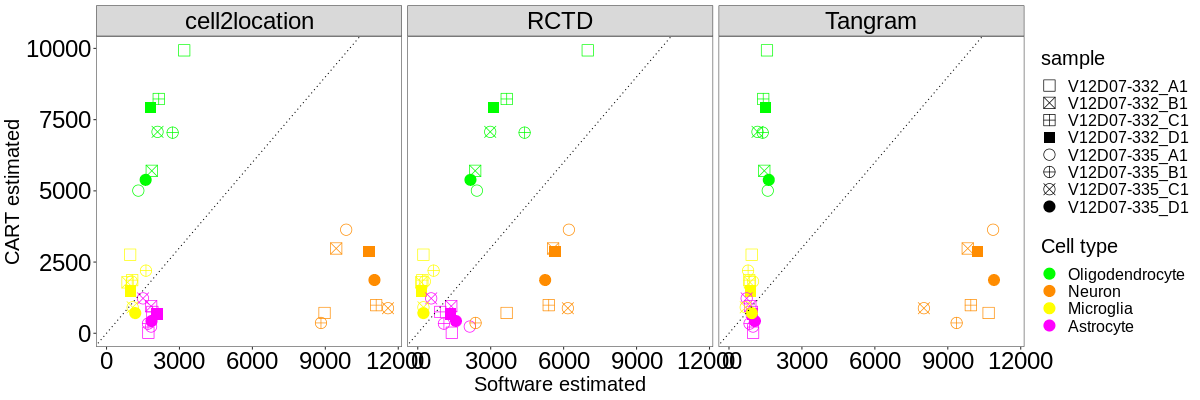 cell2location
RCTD
Tangram
CART estimated
10000
7500
5000
2500
0
0 3000 6000 9000 12000
0 3000 6000 9000 12000
0 3000 6000 9000 12000
Software estimated
sample
V12D07-332_A1
V12D07-332_B1
V12D07-332_C1
V12D07-332_D1
V12D07-335_A1
V12D07-335_B1
V12D07-335_C1
V12D07-335_D1
Cell type
Oligodendrocyte
Neuron
Microglia
Astrocyte